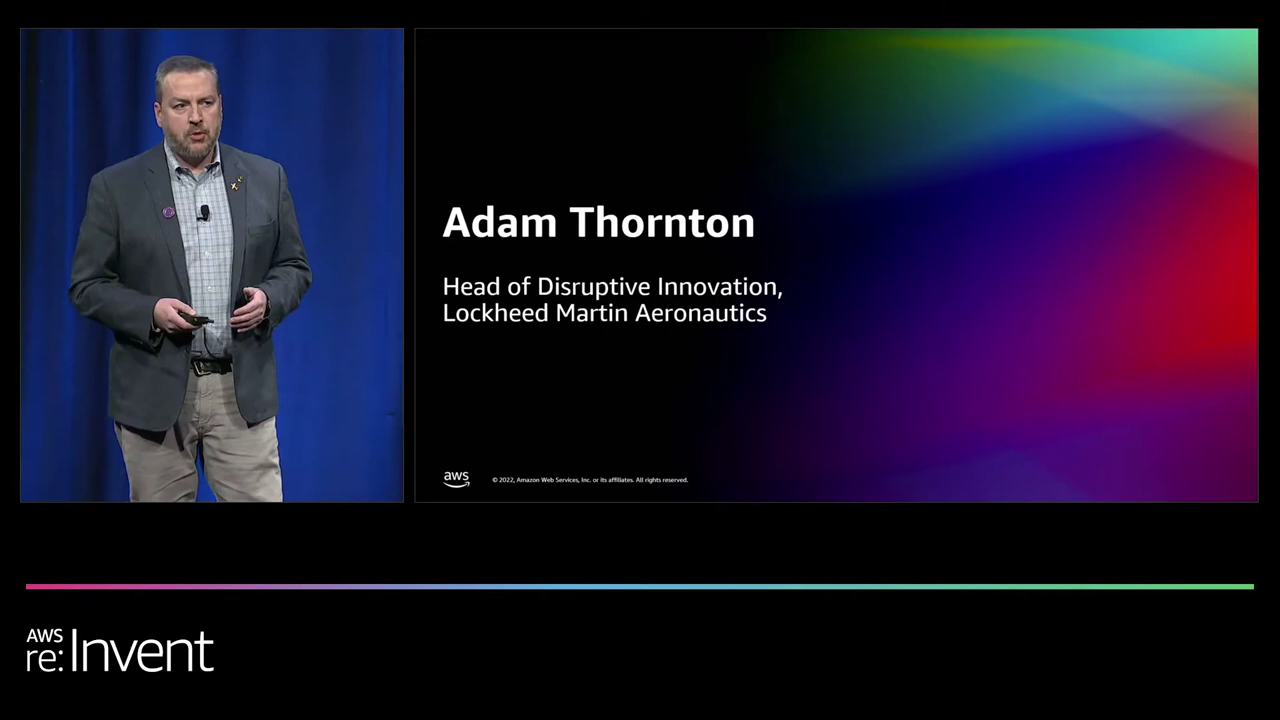 Adam Thornton
Head of Disruptive Innovation,
Lockheed Martin Aeronautics
aws
© 2022, Amazon Web Services, Inc. or its affiliates. All rights reserved.
AWS
re:Invent